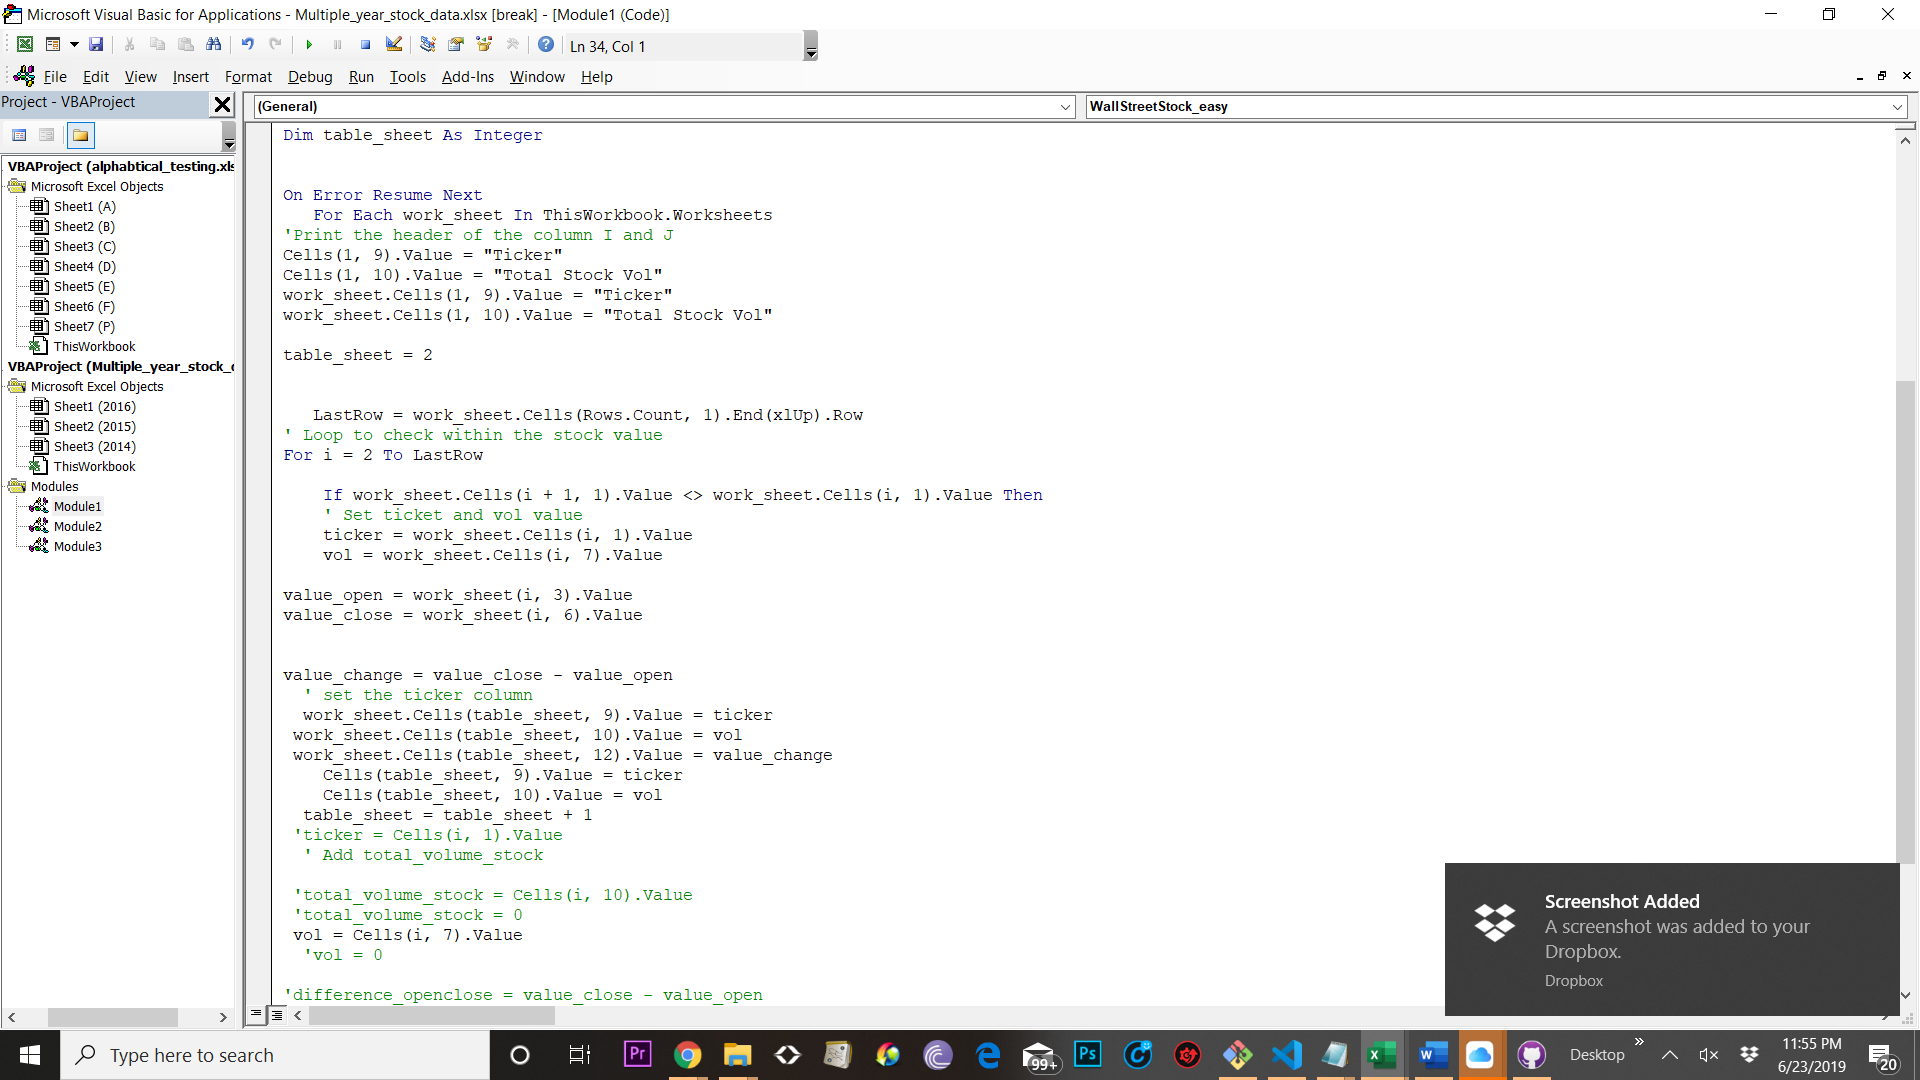 Microsoft Visual Basic for Applications - Multiple_year_stock_data.xlsx [break] - [Module1 (Code)]
Ln 34, Col 1
File Edit View Insert Format Debug Run Tools Add-Ins Window Help
Project - VBAProject
(General)
WallStreetStock_easy
VBAProject (alphabtical_testing.xls
Microsoft Excel Objects
Sheet1 (A)
Sheet2 (B)
Sheet3 (C)
Sheet4 (D)
Sheet5 (E)
Sheet6 (F)
Sheet7 (P)
ThisWorkbook
VBAProject (Multiple_year_stock_d
Microsoft Excel Objects
Sheet1 (2016)
Sheet2 (2015)
Sheet3 (2014)
ThisWorkbook
Modules
Module1
Module2
Module3
Dim table_sheet As Integer
On Error Resume Next
For Each work_sheet In ThisWorkbook.Worksheets
'Print the header of the column I and J
Cells(1, 9).Value = "Ticker"
Cells(1, 10).Value = "Total Stock Vol"
work_sheet.Cells(1, 9).Value = "Ticker"
work_sheet.Cells(1, 10).Value = "Total Stock Vol"
table_sheet = 2
LastRow = work_sheet.Cells(Rows.Count, 1).End(xlUp).Row
' Loop to check within the stock value
For i = 2 To LastRow
If work_sheet.Cells(i + 1, 1).Value <> work_sheet.Cells(i, 1).Value Then
' Set ticket and vol value
ticker = work_sheet.Cells(i, 1).Value
vol = work_sheet.Cells(i, 7).Value
value_open = work_sheet(i, 3).Value
value_close = work_sheet(i, 6).Value
value_change = value_close - value_open
' set the ticker column
work_sheet.Cells(table_sheet, 9).Value = ticker
work_sheet.Cells(table_sheet, 10).Value = vol
work_sheet.Cells(table_sheet, 12).Value = value_change
Cells(table_sheet, 9).Value = ticker
Cells(table_sheet, 10).Value = vol
table_sheet = table_sheet + 1
'ticker = Cells(i, 1).Value
' Add total_volume_stock
'total_volume_stock = Cells(i, 10).Value
'total_volume_stock = 0
vol = Cells(i, 7).Value
'vol = 0
'difference_openclose = value_close - value_open
Screenshot Added
A screenshot was added to your
Dropbox.
Dropbox
Type here to search
Pr
99+
Ps
Desktop
11:55 PM
6/23/2019
20